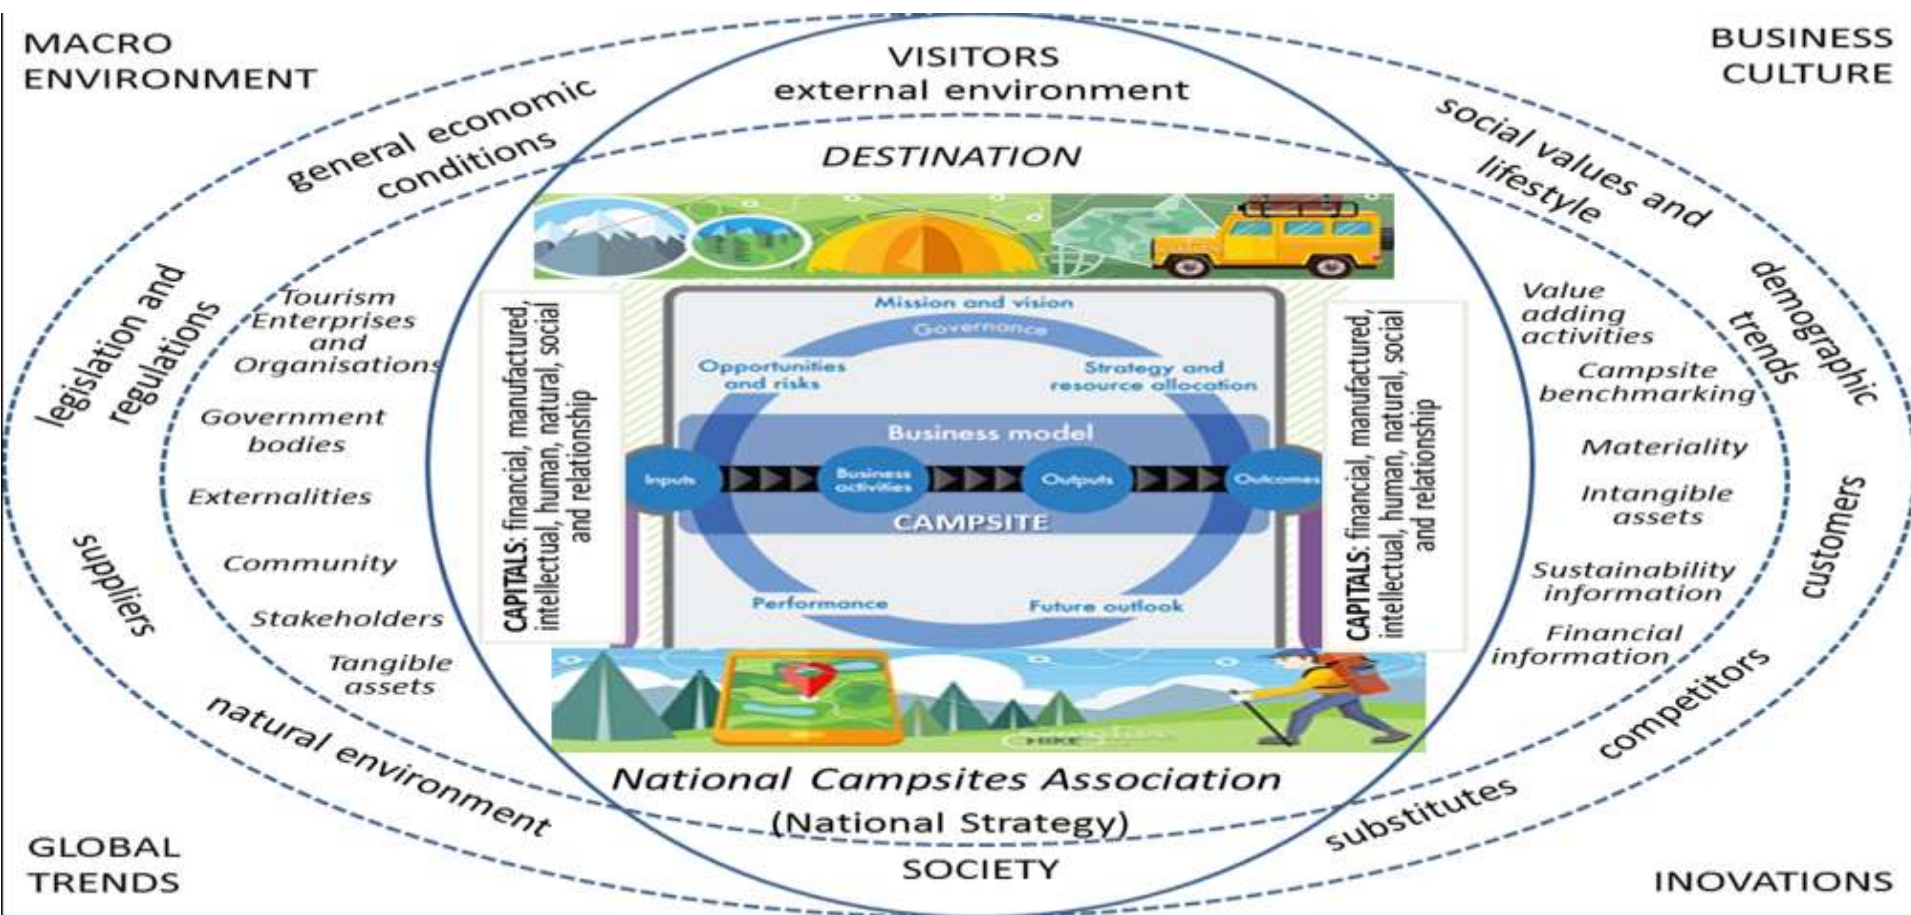 MACRO
ENVIRONMENT
BUSINESS
CULTURE
VISITORS
external environment
general economic
conditions
social values and
lifestyle
DESTINATION
legislation and
regulations
demographic
trends
Tourism
Enterprises
and
Organisations
Government
bodies
Externalities
Community
Stakeholders
Tangible
assets
suppliers
natural environment
CAPITALS: financial, manufactured,
intellectual, human, natural, social
and relationship
Mission and vision
Governance
Opportunities
and risks
Strategy and
resource allocation
Business model
Inputs
Business
activities
Outputs
Outcomes
CAMPSITE
Performance
Future outlook
CAPITALS: financial, manufactured,
intellectual, human, natural, social
and relationship
Value
adding
activities
Campsite
benchmarking
Materiality
Intangible
assets
Sustainability
information
Financial
information
customers
competitors
substitutes
HIKE
National Campsites Association
(National Strategy)
SOCIETY
GLOBAL
TRENDS
INOVATIONS